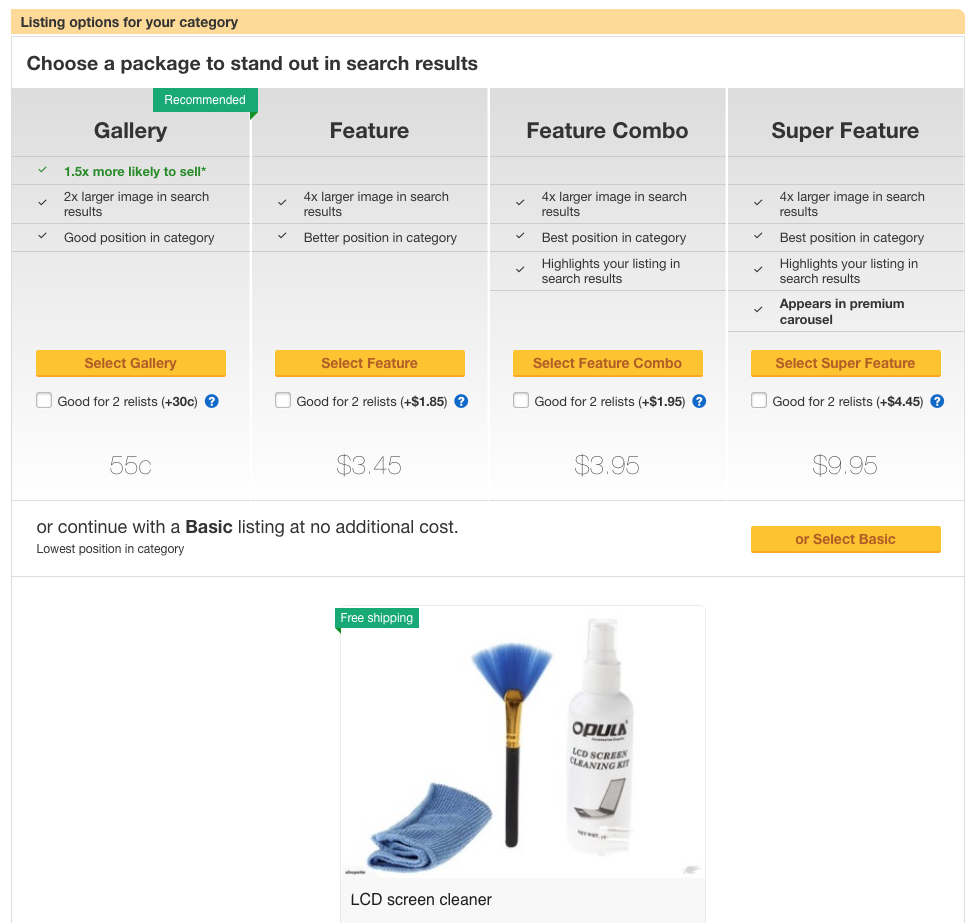 Listing options for your category
Choose a package to stand out in search results
Recommended
Gallery
1.5x more likely to sell*
2x larger image in search
results
Good position in category
Select Gallery
Good for 2 relists (+30c) ?
55c
Feature
4x larger image in search
results
Better position in category
Select Feature
Good for 2 relists (+$1.85) ?
$3.45
Feature Combo
4x larger image in search
results
Best position in category
Highlights your listing in
search results
Select Feature Combo
Good for 2 relists (+$1.95) ?
$3.95
Super Feature
4x larger image in search
results
Best position in category
Highlights your listing in
search results
Appears in premium
carousel
Select Super Feature
Good for 2 relists (+$4.45) ?
$9.95
or continue with a Basic listing at no additional cost.
Lowest position in category
or Select Basic
Free shipping
OPULA
LCD SCREEN
CLEANING KIT
NET WEIGHT
LCD screen cleaner